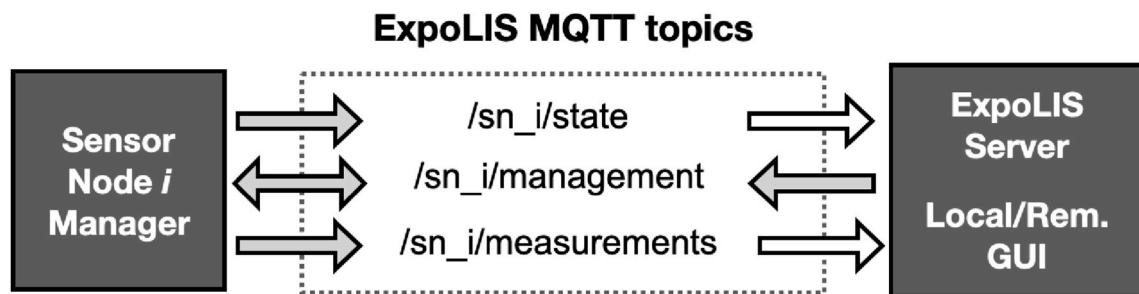 ExpoLIS MQTT topics
Sensor
Node i
Manager
/sn_i/state
/sn_i/management
/sn_i/measurements
ExpoLIS
Server
Local/Rem.
GUI